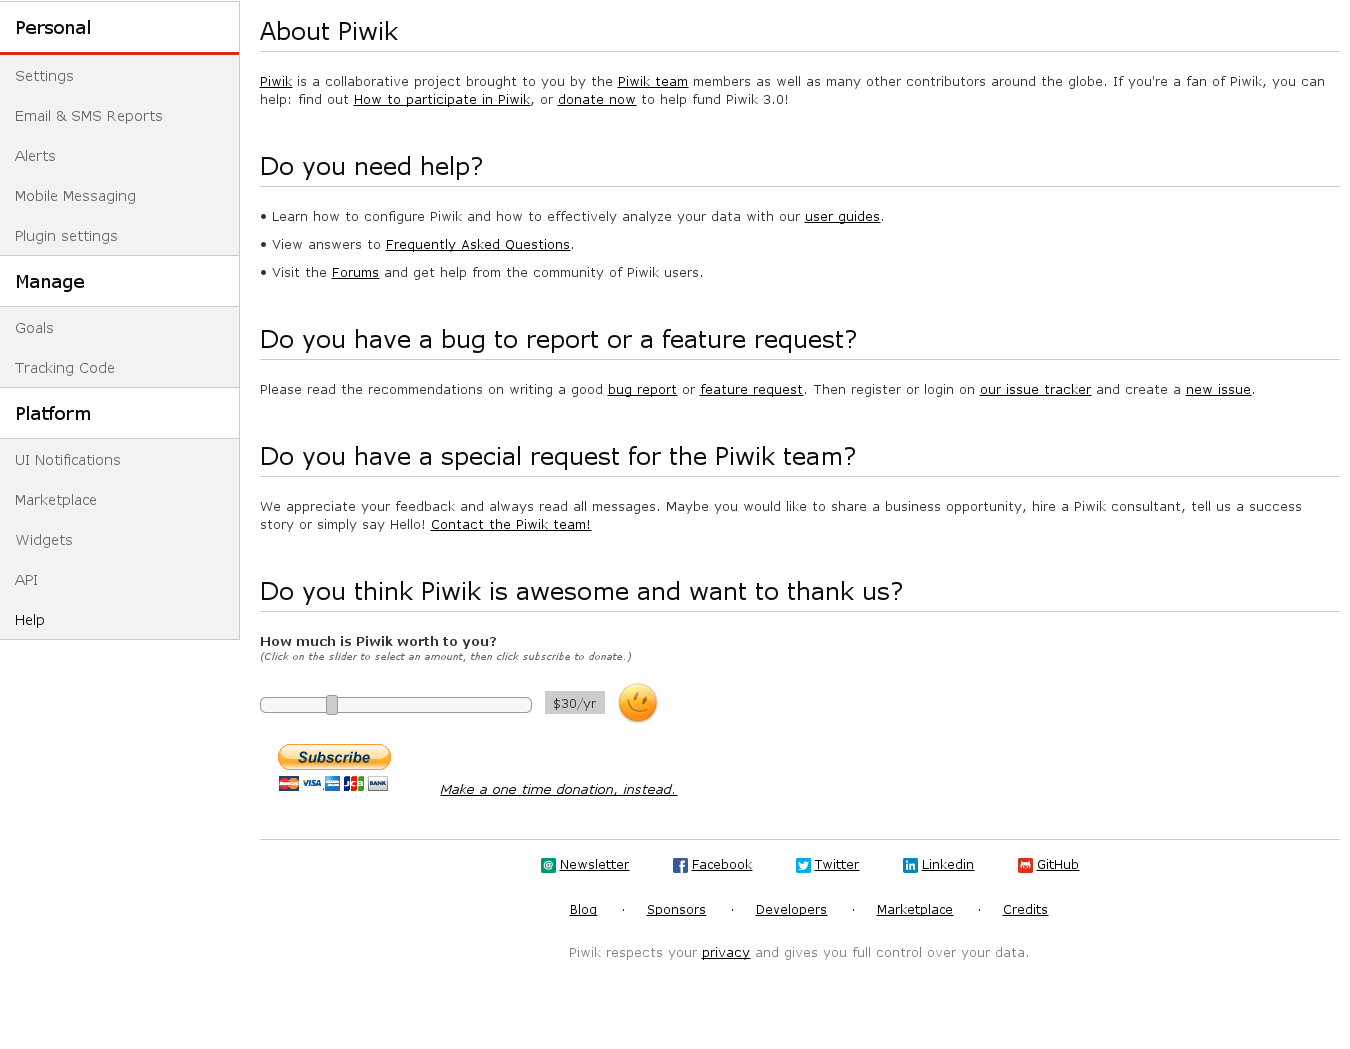 Personal
Settings
Email & SMS Reports
Alerts
Mobile Messaging
Plugin settings
Manage
Goals
Tracking Code
Platform
UI Notifications
Marketplace
Widgets
API
Help
About Piwik
Piwik is a collaborative project brought to you by the Piwik team members as well as many other contributors around the globe. If you're a fan of Piwik, you can
help: find out How to participate in Piwik, or donate now to help fund Piwik 3.0!
Do you need help?
• Learn how to configure Piwik and how to effectively analyze your data with our user guides.
• View answers to Frequently Asked Questions.
• Visit the Forums and get help from the community of Piwik users.
Do you have a bug to report or a feature request?
Please read the recommendations on writing a good bug report or feature request. Then register or login on our issue tracker and create a new issue.
Do you have a special request for the Piwik team?
We appreciate your feedback and always read all messages. Maybe you would like to share a business opportunity, hire a Piwik consultant, tell us a success
story or simply say Hello! Contact the Piwik team!
Do you think Piwik is awesome and want to thank us?
How much is Piwik worth to you?
(Click on the slider to select an amount, then click subscribe to donate.)
$30/yr
Subscribe
VISA JCB BANK
Make a one time donation, instead.
Newsletter Facebook Twitter Linkedin GitHub
Blog · Sponsors · Developers · Marketplace · Credits
Piwik respects your privacy and gives you full control over your data.